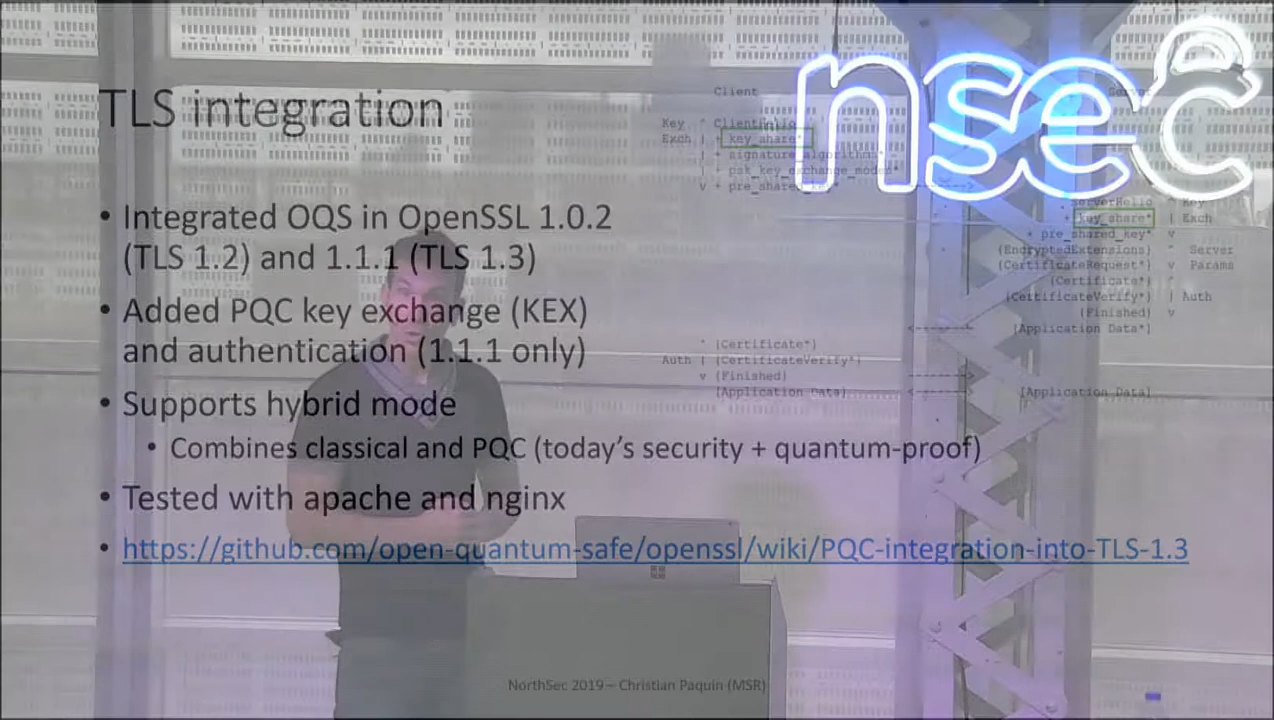 nsec
TLS integration
• Integrated OQS in OpenSSL 1.0.2
(TLS 1.2) and 1.1.1 (TLS 1.3)
• Added PQC key exchange (KEX)
and authentication (1.1.1 only)
• Supports hybrid mode
• Combines classical and PQC (today's security + quantum-proof)
• Tested with apache and nginx
• https://github.com/open-quantum-safe/openssl/wiki/PQC-integration-into-TLS-1.3
Client
Server
Key ^ ClientHello
Exch | + key_share*
| + signature_algorithms*
| + psk_key_exchange_modes*
v + pre_shared_key*
ServerHello ^ Key
+ key_share* | Exch
+ pre_shared_key* v
{EncryptedExtensions} ^ Server
{CertificateRequest*} v Params
{Certificate*} ^
{CertificateVerify*} | Auth
{Finished} v
[Application Data*]
^ {Certificate*}
Auth | {CertificateVerify*}
v {Finished}
[Application Data]
[Application Data]
NorthSec 2019 – Christian Paquin (MSR)